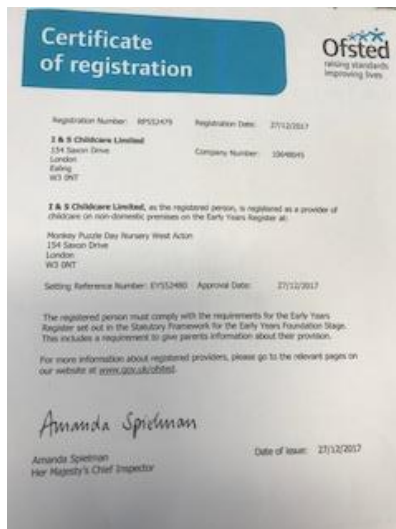 Certificate
of registration
Ofsted
raising standards
improving lives
Registration Number: RP552479 Registration Date: 27/12/2017
I & S Childcare Limited
154 Saxon Drive Company Number: 10648045
London
Ealing
W3 0NT
I & S Childcare Limited, as the registered person, is registered as a provider of
childcare on non-domestic premises on the Early Years Register at:
Monkey Puzzle Day Nursery West Acton
154 Saxon Drive
London
W3 0NT
Setting Reference Number: EY552480 Approval Date: 27/12/2017
The registered person must comply with the requirements for the Early Years
Register set out in the Statutory Framework for the Early Years Foundation Stage.
This includes a requirement to give parents information about their provision.
For more information about registered providers, please go to the relevant pages on
our website at www.gov.uk/ofsted.
Amanda Spielman
Amanda Spielman
Her Majesty's Chief Inspector
Date of issue: 27/12/2017